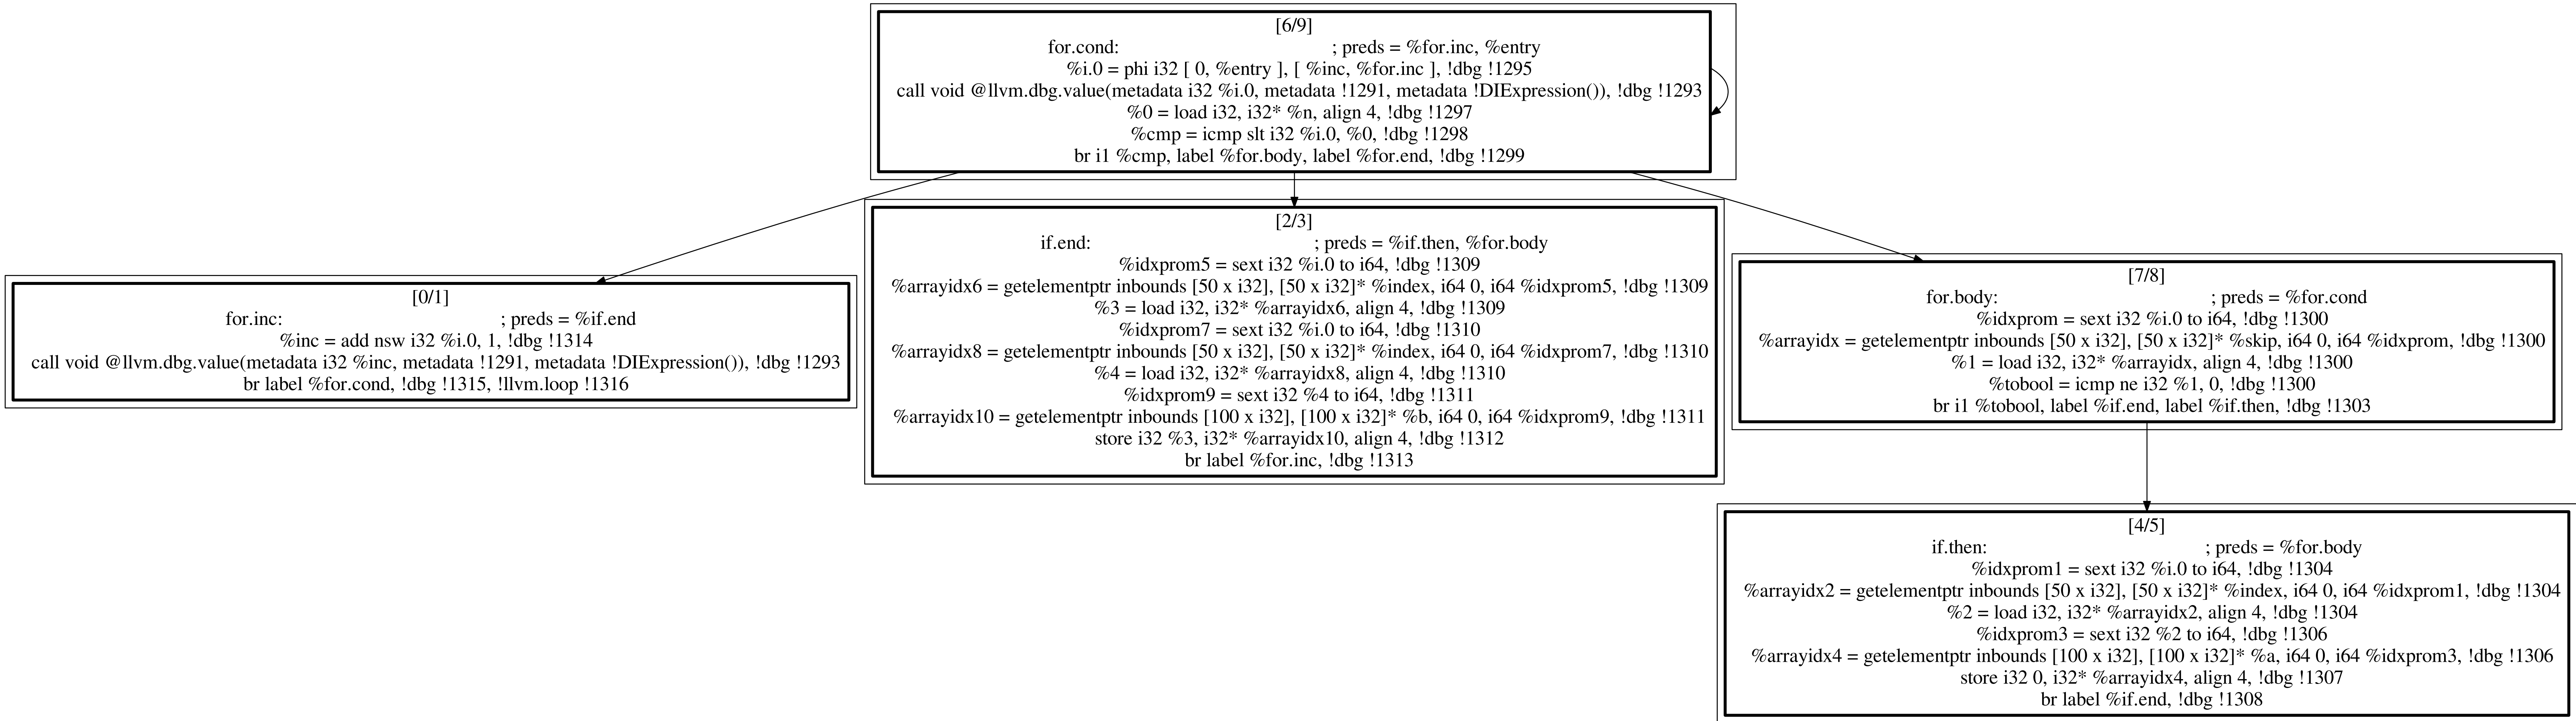 [6/9]
for.cond: ; preds = %for.inc, %entry
%i.0 = phi i32 [ 0, %entry ], [ %inc, %for.inc ], !dbg !1295
call void @llvm.dbg.value(metadata i32 %i.0, metadata !1291, metadata !DIExpression()), !dbg !1293
%0 = load i32, i32* %n, align 4, !dbg !1297
%cmp = icmp slt i32 %i.0, %0, !dbg !1298
br i1 %cmp, label %for.body, label %for.end, !dbg !1299
[0/1]
for.inc: ; preds = %if.end
%inc = add nsw i32 %i.0, 1, !dbg !1314
call void @llvm.dbg.value(metadata i32 %inc, metadata !1291, metadata !DIExpression()), !dbg !1293
br label %for.cond, !dbg !1315, !llvm.loop !1316
[2/3]
if.end: ; preds = %if.then, %for.body
%idxprom5 = sext i32 %i.0 to i64, !dbg !1309
%arrayidx6 = getelementptr inbounds [50 x i32], [50 x i32]* %index, i64 0, i64 %idxprom5, !dbg !1309
%3 = load i32, i32* %arrayidx6, align 4, !dbg !1309
%idxprom7 = sext i32 %i.0 to i64, !dbg !1310
%arrayidx8 = getelementptr inbounds [50 x i32], [50 x i32]* %index, i64 0, i64 %idxprom7, !dbg !1310
%4 = load i32, i32* %arrayidx8, align 4, !dbg !1310
%idxprom9 = sext i32 %4 to i64, !dbg !1311
%arrayidx10 = getelementptr inbounds [100 x i32], [100 x i32]* %b, i64 0, i64 %idxprom9, !dbg !1311
store i32 %3, i32* %arrayidx10, align 4, !dbg !1312
br label %for.inc, !dbg !1313
[7/8]
for.body: ; preds = %for.cond
%idxprom = sext i32 %i.0 to i64, !dbg !1300
%arrayidx = getelementptr inbounds [50 x i32], [50 x i32]* %skip, i64 0, i64 %idxprom, !dbg !1300
%1 = load i32, i32* %arrayidx, align 4, !dbg !1300
%tobool = icmp ne i32 %1, 0, !dbg !1300
br i1 %tobool, label %if.end, label %if.then, !dbg !1303
[4/5]
if.then: ; preds = %for.body
%idxprom1 = sext i32 %i.0 to i64, !dbg !1304
%arrayidx2 = getelementptr inbounds [50 x i32], [50 x i32]* %index, i64 0, i64 %idxprom1, !dbg !1304
%2 = load i32, i32* %arrayidx2, align 4, !dbg !1304
%idxprom3 = sext i32 %2 to i64, !dbg !1306
%arrayidx4 = getelementptr inbounds [100 x i32], [100 x i32]* %a, i64 0, i64 %idxprom3, !dbg !1306
store i32 0, i32* %arrayidx4, align 4, !dbg !1307
br label %if.end, !dbg !1308